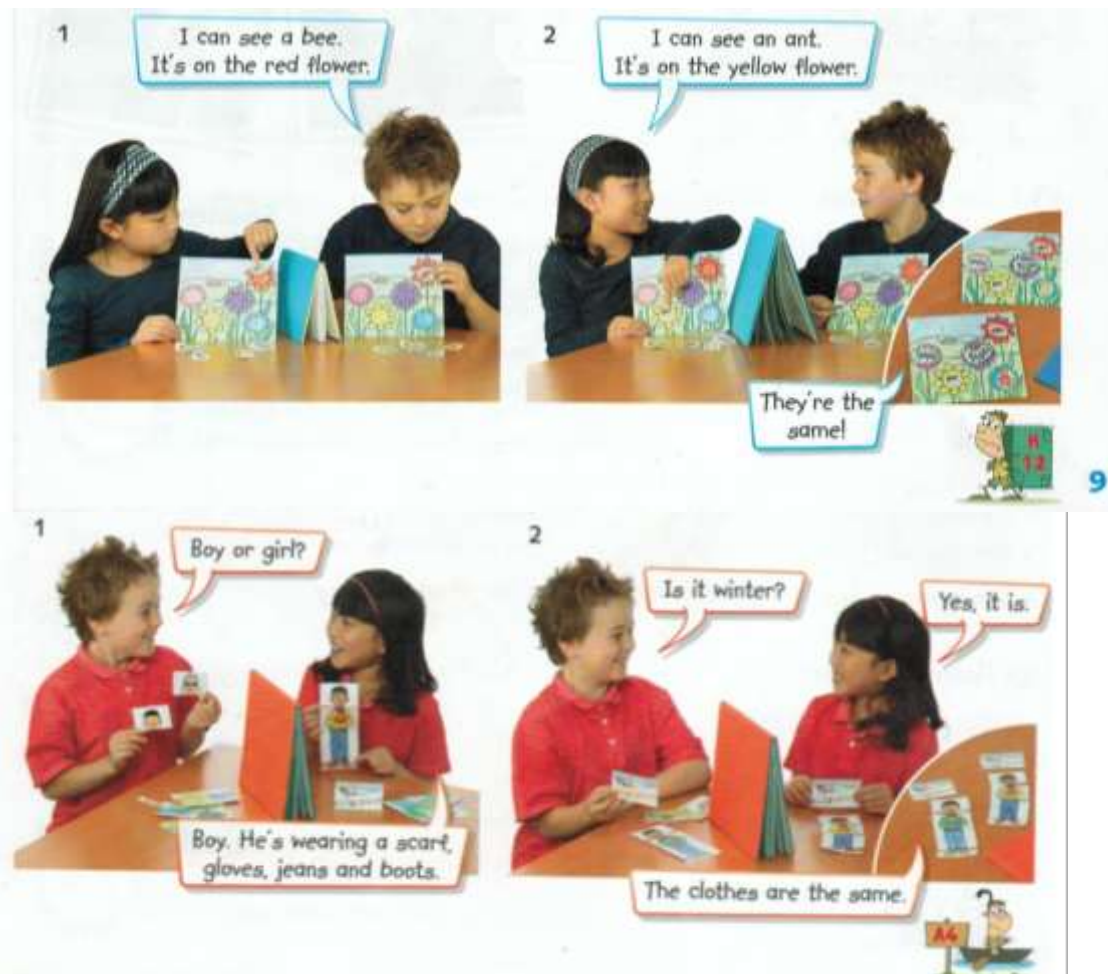 1
I can see a bee.
It's on the red flower.
2
I can see an ant.
It's on the yellow flower.
They're the
same!
H
12
9
1
Boy or girl?
Boy. He's wearing a scarf,
gloves, jeans and boots.
2
Is it winter?
Yes, it is.
The clothes are the same.
A4